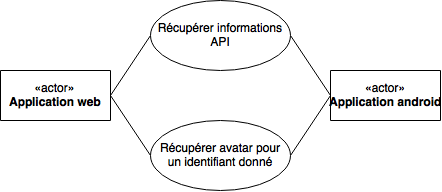 Récupérer informations
API
«actor»
Application web
«actor»
Application android
Récupérer avatar pour
un identifiant donné